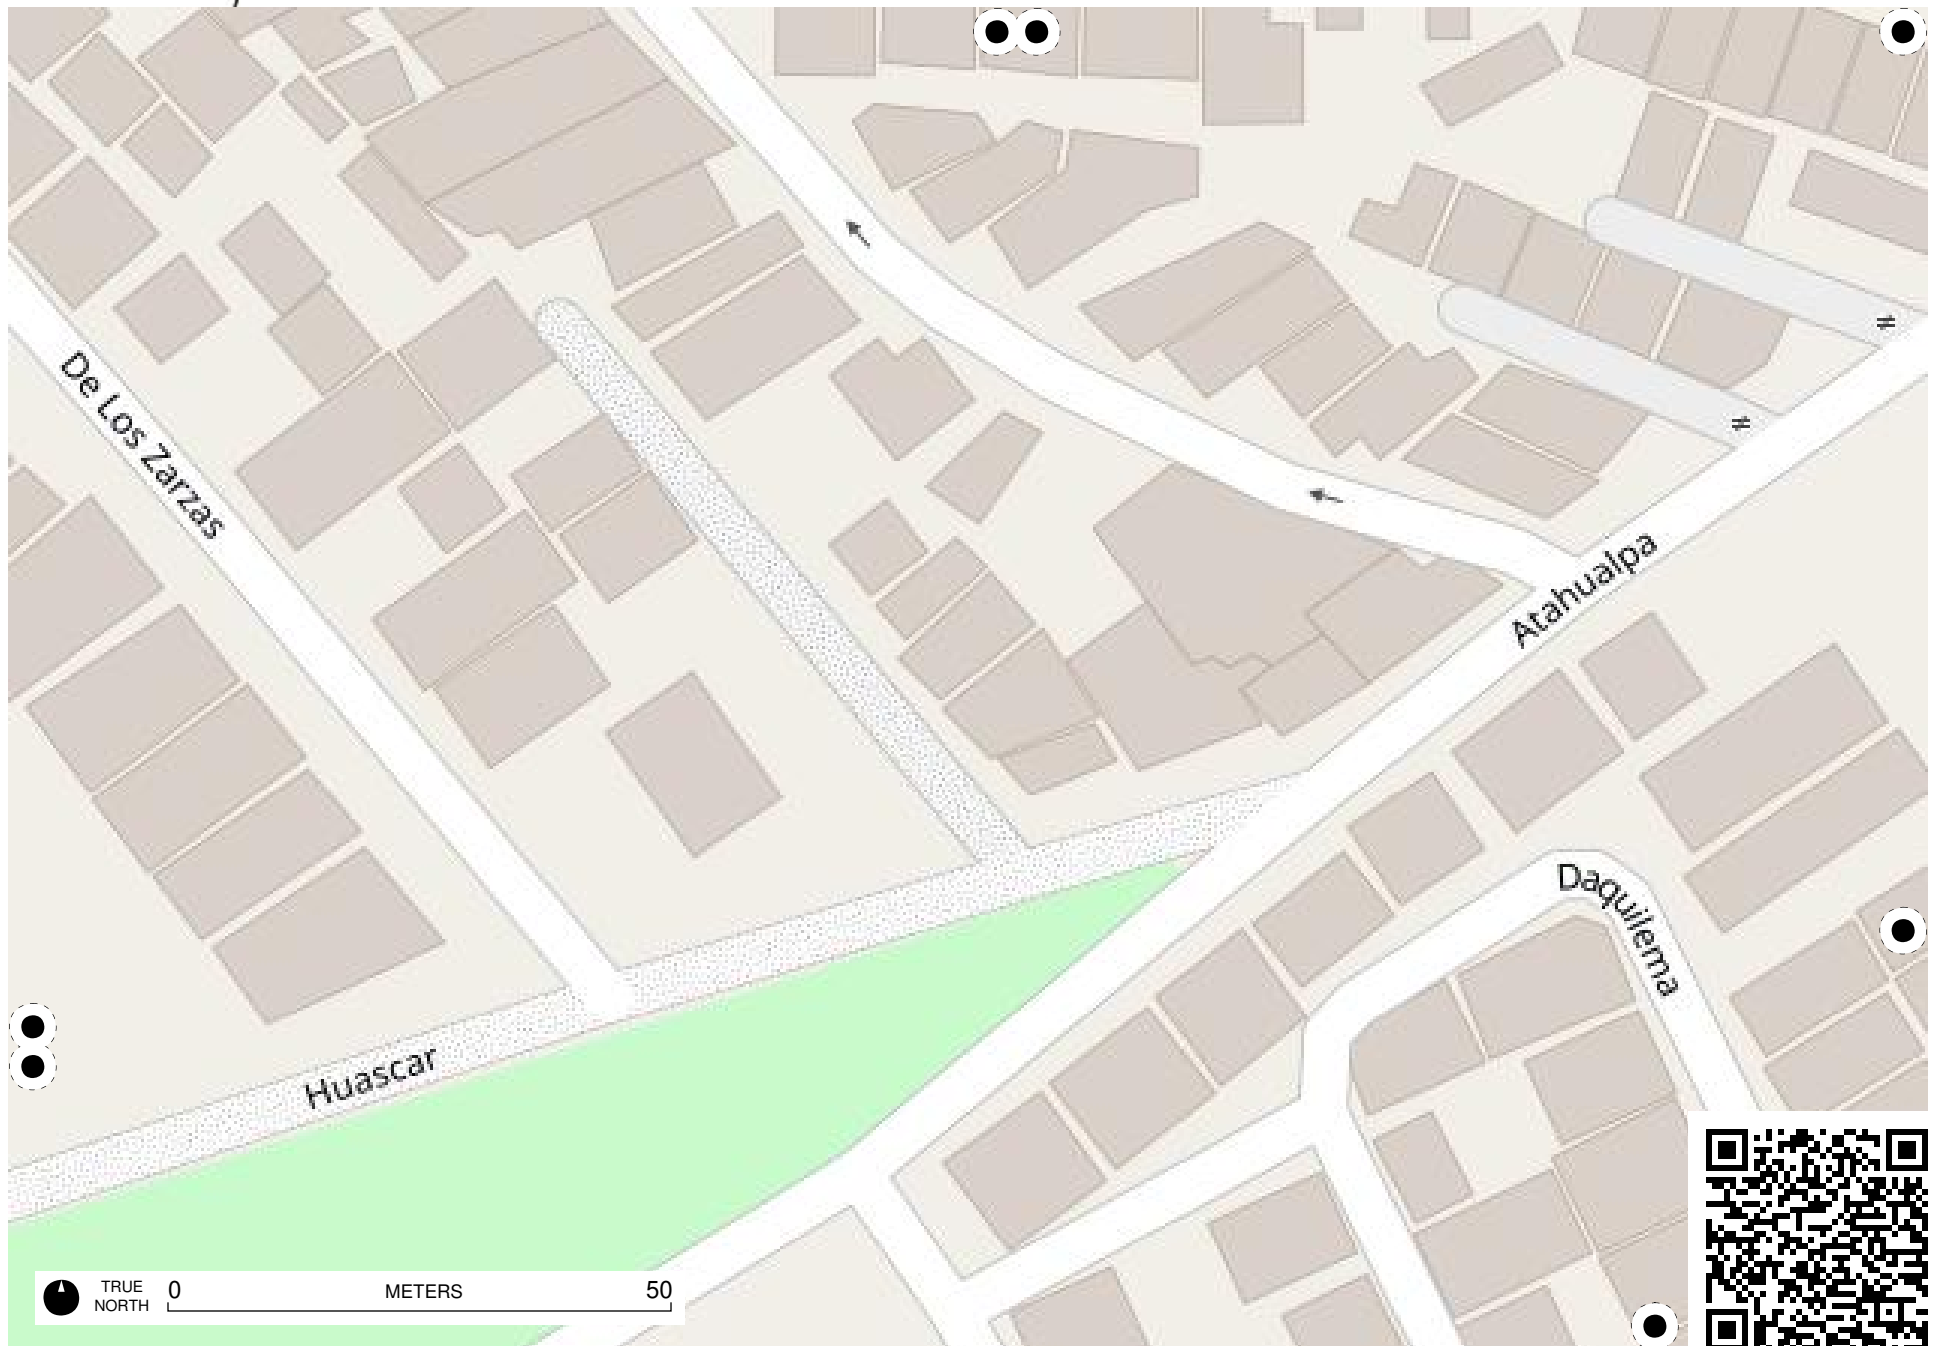 De Los Zarzas
Atahualpa
Daquilema
Huascar
TRUE
NORTH
0 METERS 50